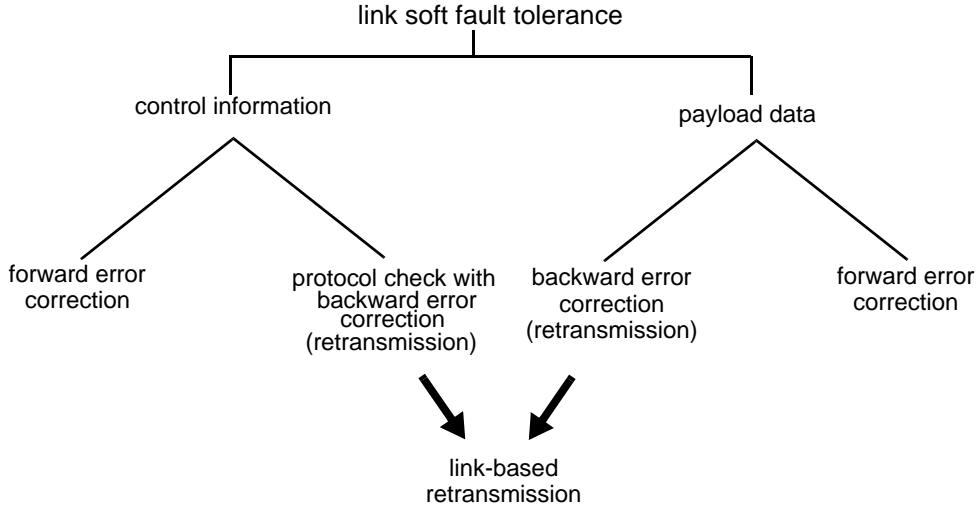 link soft fault tolerance
control information
payload data
forward error
correction
protocol check with
backward error
correction
(retransmission)
backward error
correction
(retransmission)
forward error
correction
link-based
retransmission